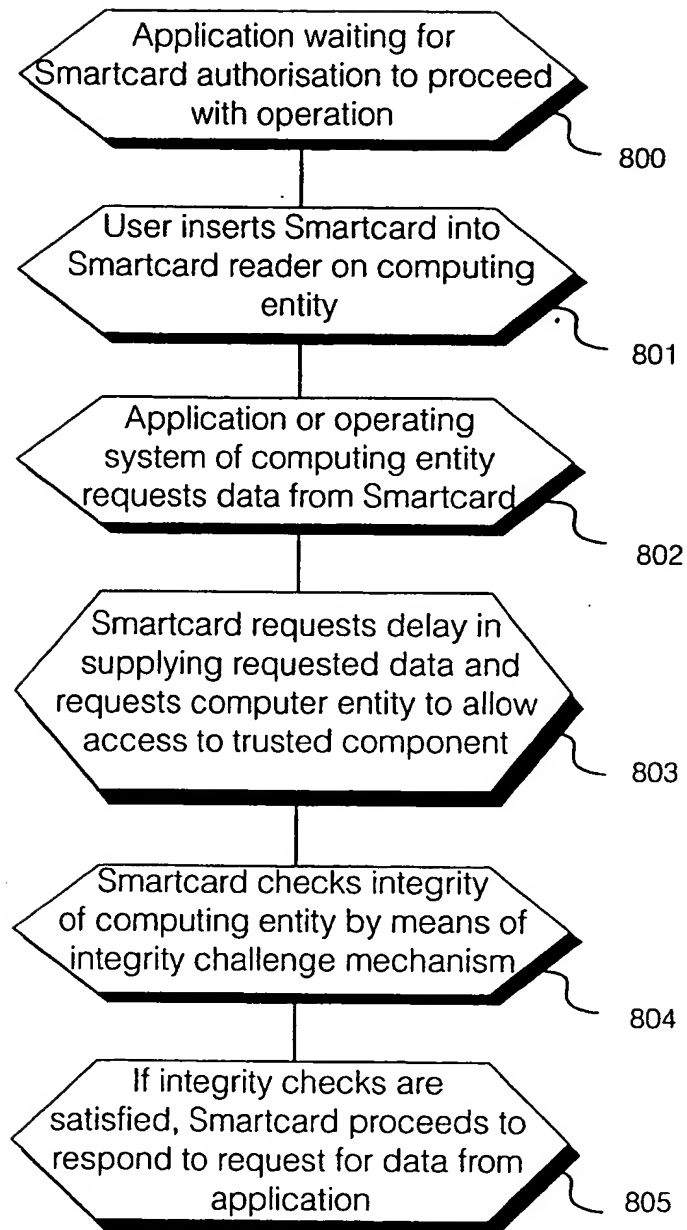 Application waiting for
Smartcard authorisation to proceed
with operation
800
User inserts Smartcard into
Smartcard reader on computing
entity
801
Application or operating
system of computing entity
requests data from Smartcard
802
Smartcard requests delay in
supplying requested data and
requests computer entity to allow
access to trusted component
803
Smartcard checks integrity
of computing entity by means of
integrity challenge mechanism
804
If integrity checks are
satisfied, Smartcard proceeds to
respond to request for data from
application
805